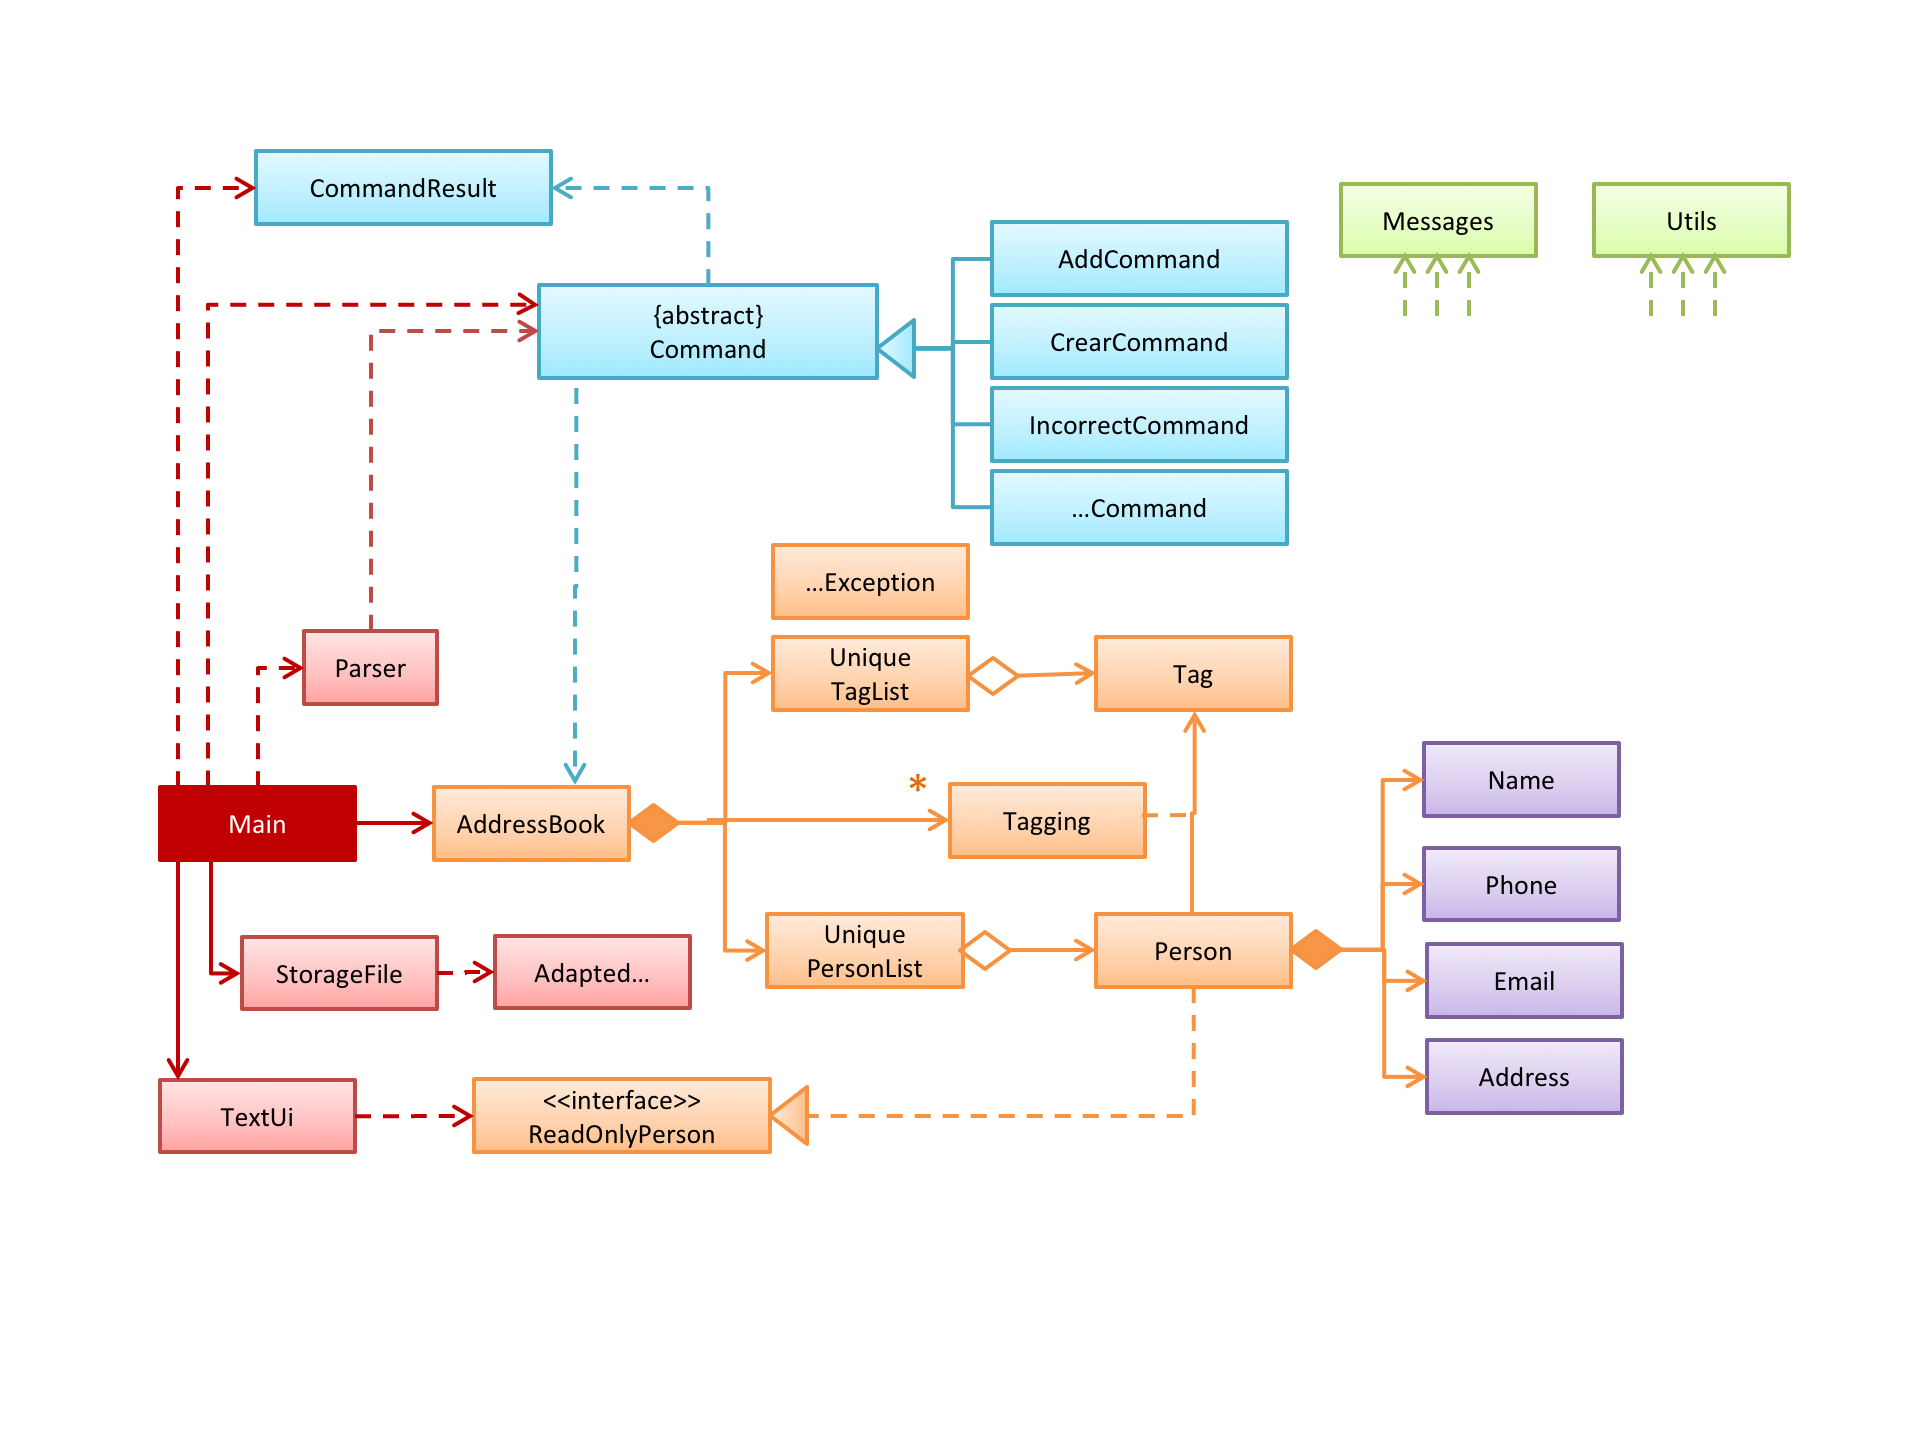 CommandResult
Messages
Utils
AddCommand
{abstract}
Command
CrearCommand
IncorrectCommand
...Command
...Exception
Parser
Unique
TagList
Tag
Name
*
Main
AddressBook
Tagging
Phone
Unique
PersonList
Person
StorageFile
Adapted...
Email
Address
TextUi
<<interface>>
ReadOnlyPerson